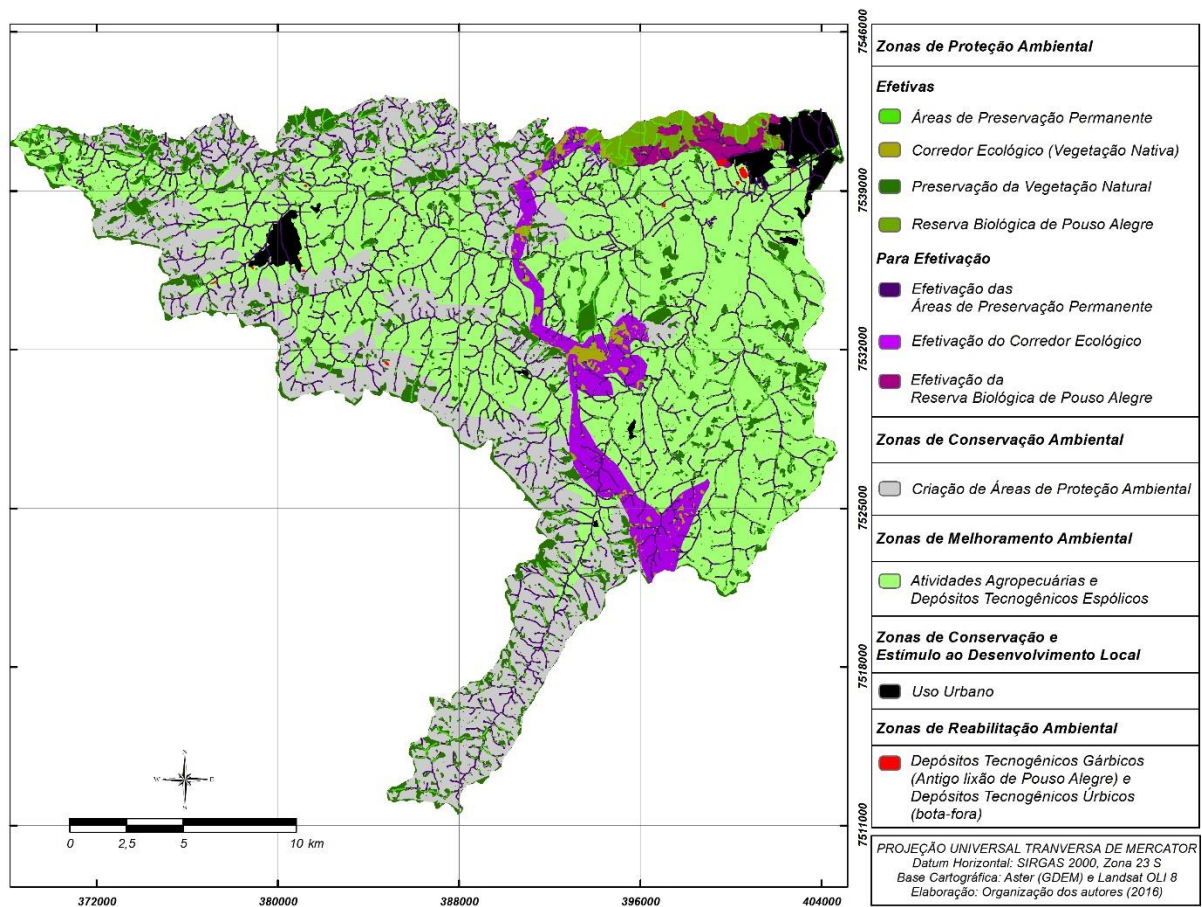 Zonas de Proteção Ambiental
Efetivas
Áreas de Preservação Permanente
Corredor Ecológico (Vegetação Nativa)
Preservação da Vegetação Natural
Reserva Biológica de Pouso Alegre
Para Efetivação
Efetivação das
Áreas de Preservação Permanente
Efetivação do Corredor Ecológico
Efetivação da
Reserva Biológica de Pouso Alegre
Zonas de Conservação Ambiental
Criação de Áreas de Proteção Ambiental
Zonas de Melhoramento Ambiental
Atividades Agropecuárias e
Depósitos Tecnogênicos Espólicos
Zonas de Conservação e
Estímulo ao Desenvolvimento Local
Uso Urbano
Zonas de Reabilitação Ambiental
Depósitos Tecnogênicos Gárbicos
(Antigo lixão de Pouso Alegre) e
Depósitos Tecnogênicos Úrbicos
(bota-fora)
PROJEÇÃO UNIVERSAL TRANVERSA DE MERCATOR
Datum Horizontal: SIRGAS 2000, Zona 23 S
Base Cartográfica: Aster (GDEM) e Landsat OLI 8
Elaboração: Organização dos autores (2016)
7546000
7539000
7532000
7525000
7518000
7511000
N
W E
S
0 2,5 5 10 km
372000 380000 388000 396000 404000